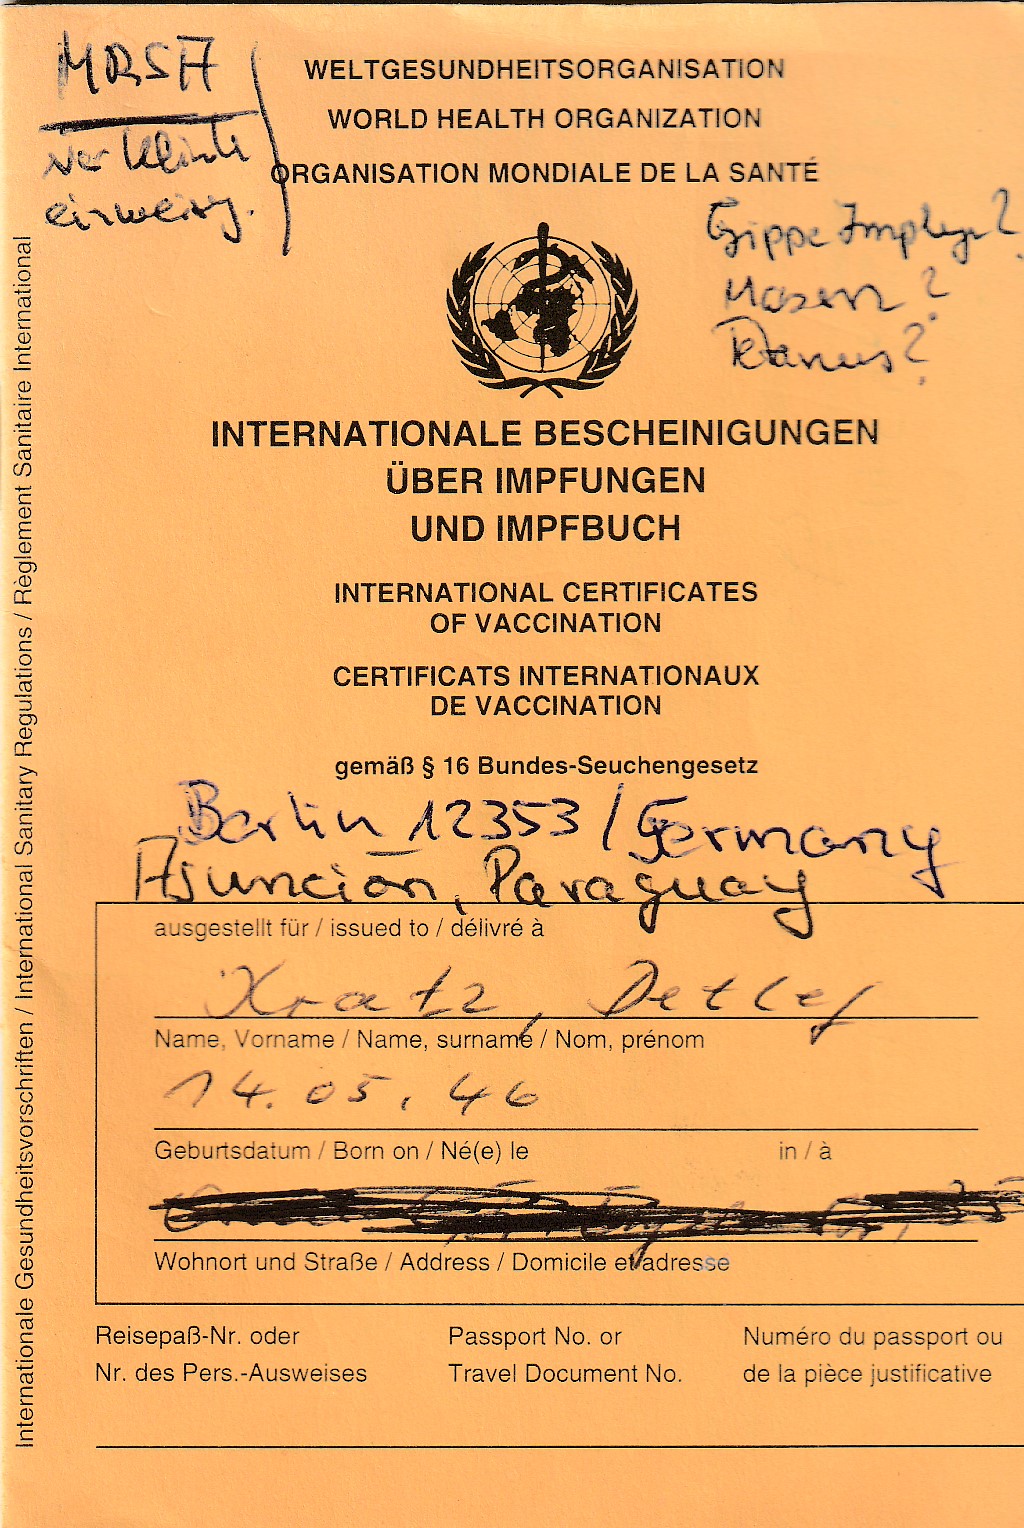 MRSA
vor Klinik
einweisg.
WELTGESUNDHEITSORGANISATION
WORLD HEALTH ORGANIZATION
ORGANISATION MONDIALE DE LA SANTÉ
Grippe ?
Masern ?
Tetanus ?
INTERNATIONALE BESCHEINIGUNGEN
ÜBER IMPFUNGEN
UND IMPFBUCH
INTERNATIONAL CERTIFICATES
OF VACCINATION
CERTIFICATS INTERNATIONAUX
DE VACCINATION
gemäß § 16 Bundes-Seuchengesetz
Berlin 12353 / Germany
Asunción, Paraguay
ausgestellt für / issued to / délivré à
Kratz, Detlef
Name, Vorname / Name, surname / Nom, prénom
14.05.46
Geburtsdatum / Born on / Né(e) le in / à
Wohnort und Straße / Address / Domicile et adresse
Reisepaß-Nr. oder Passport No. or Numéro du passport ou
Nr. des Pers.-Ausweises Travel Document No. de la pièce justificative
Internationale Gesundheitsvorschriften / International Sanitary Regulations / Règlement Sanitaire International